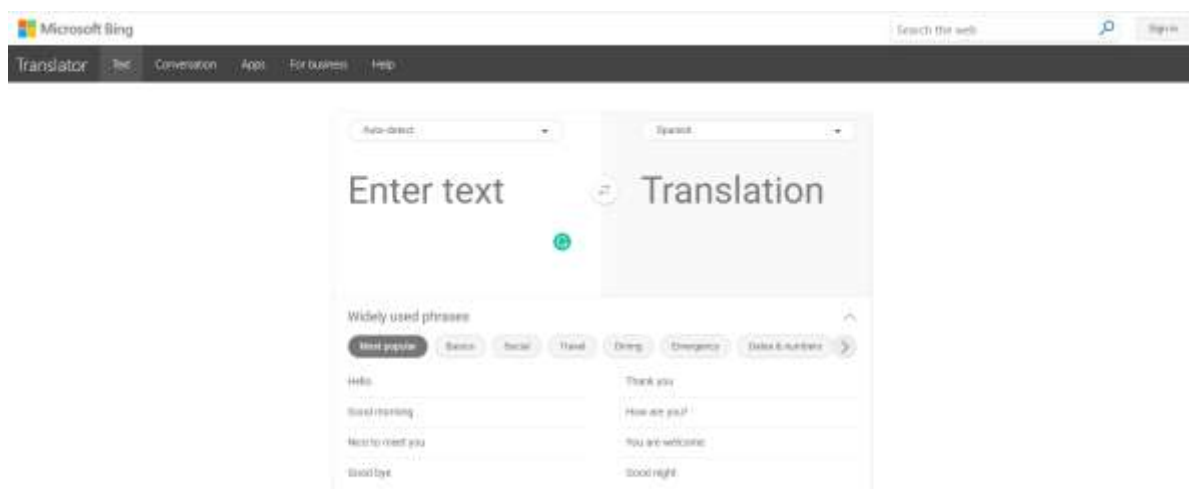 Microsoft Bing
Search the web
Sign in
Translator Text Conversation Apps For business Help
Auto-detect
Spanish
Enter text
Translation
Widely used phrases
Most popular Basics Social Travel Dining Emergency Dates & numbers
Hello
Thank you
Good morning
How are you?
Nice to meet you
You are welcome
Good bye
Good night